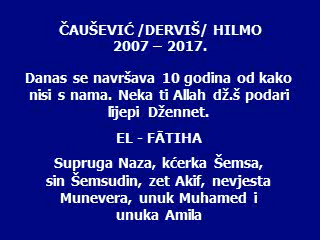 ČAUŠEVIĆ /DERVIŠ/ HILMO
2007 – 2017.
Danas se navršava 10 godina od kako
nisi s nama. Neka ti Allah dž.š podari
lijepi Džennet.
EL - FĀTIHA
Supruga Naza, kćerka Šemsa,
sin Šemsudin, zet Akif, nevjesta
Munevera, unuk Muhamed i
unuka Amila